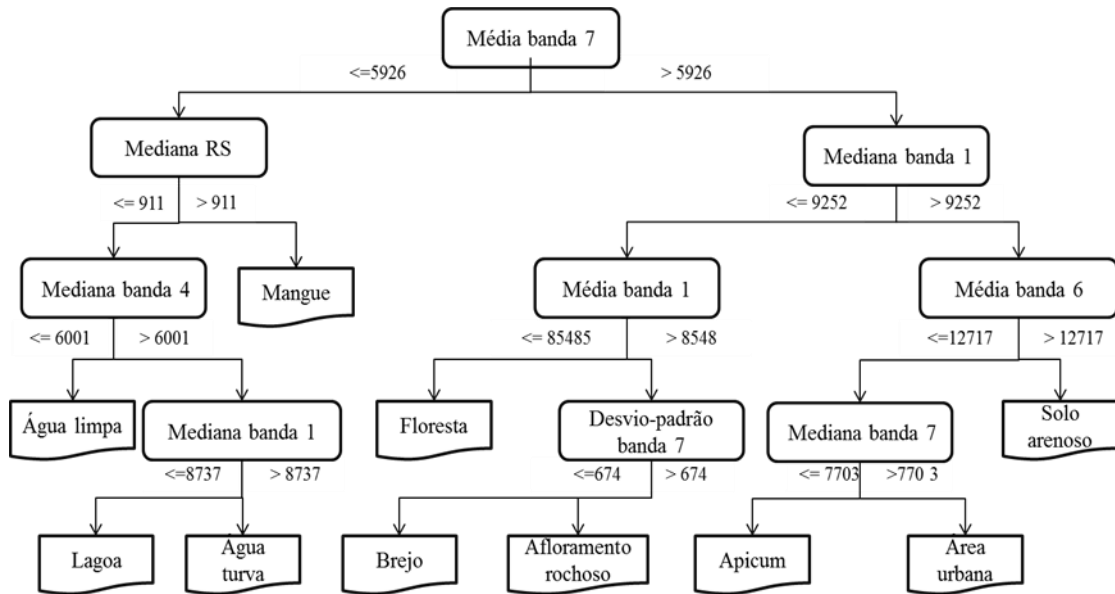 Média banda 7
<=5926
> 5926
Mediana RS
Mediana banda 1
<= 911
> 911
<= 9252
> 9252
Mediana banda 4
Mangue
Média banda 1
Média banda 6
<= 6001
> 6001
<= 85485
> 8548
<=12717
> 12717
Água limpa
Mediana banda 1
Floresta
Desvio-padrão
banda 7
Mediana banda 7
Solo
arenoso
<=8737
> 8737
<=674
> 674
<= 7703
>770 3
Lagoa
Água
turva
Brejo
Afloramento
rochoso
Apicum
Área
urbana